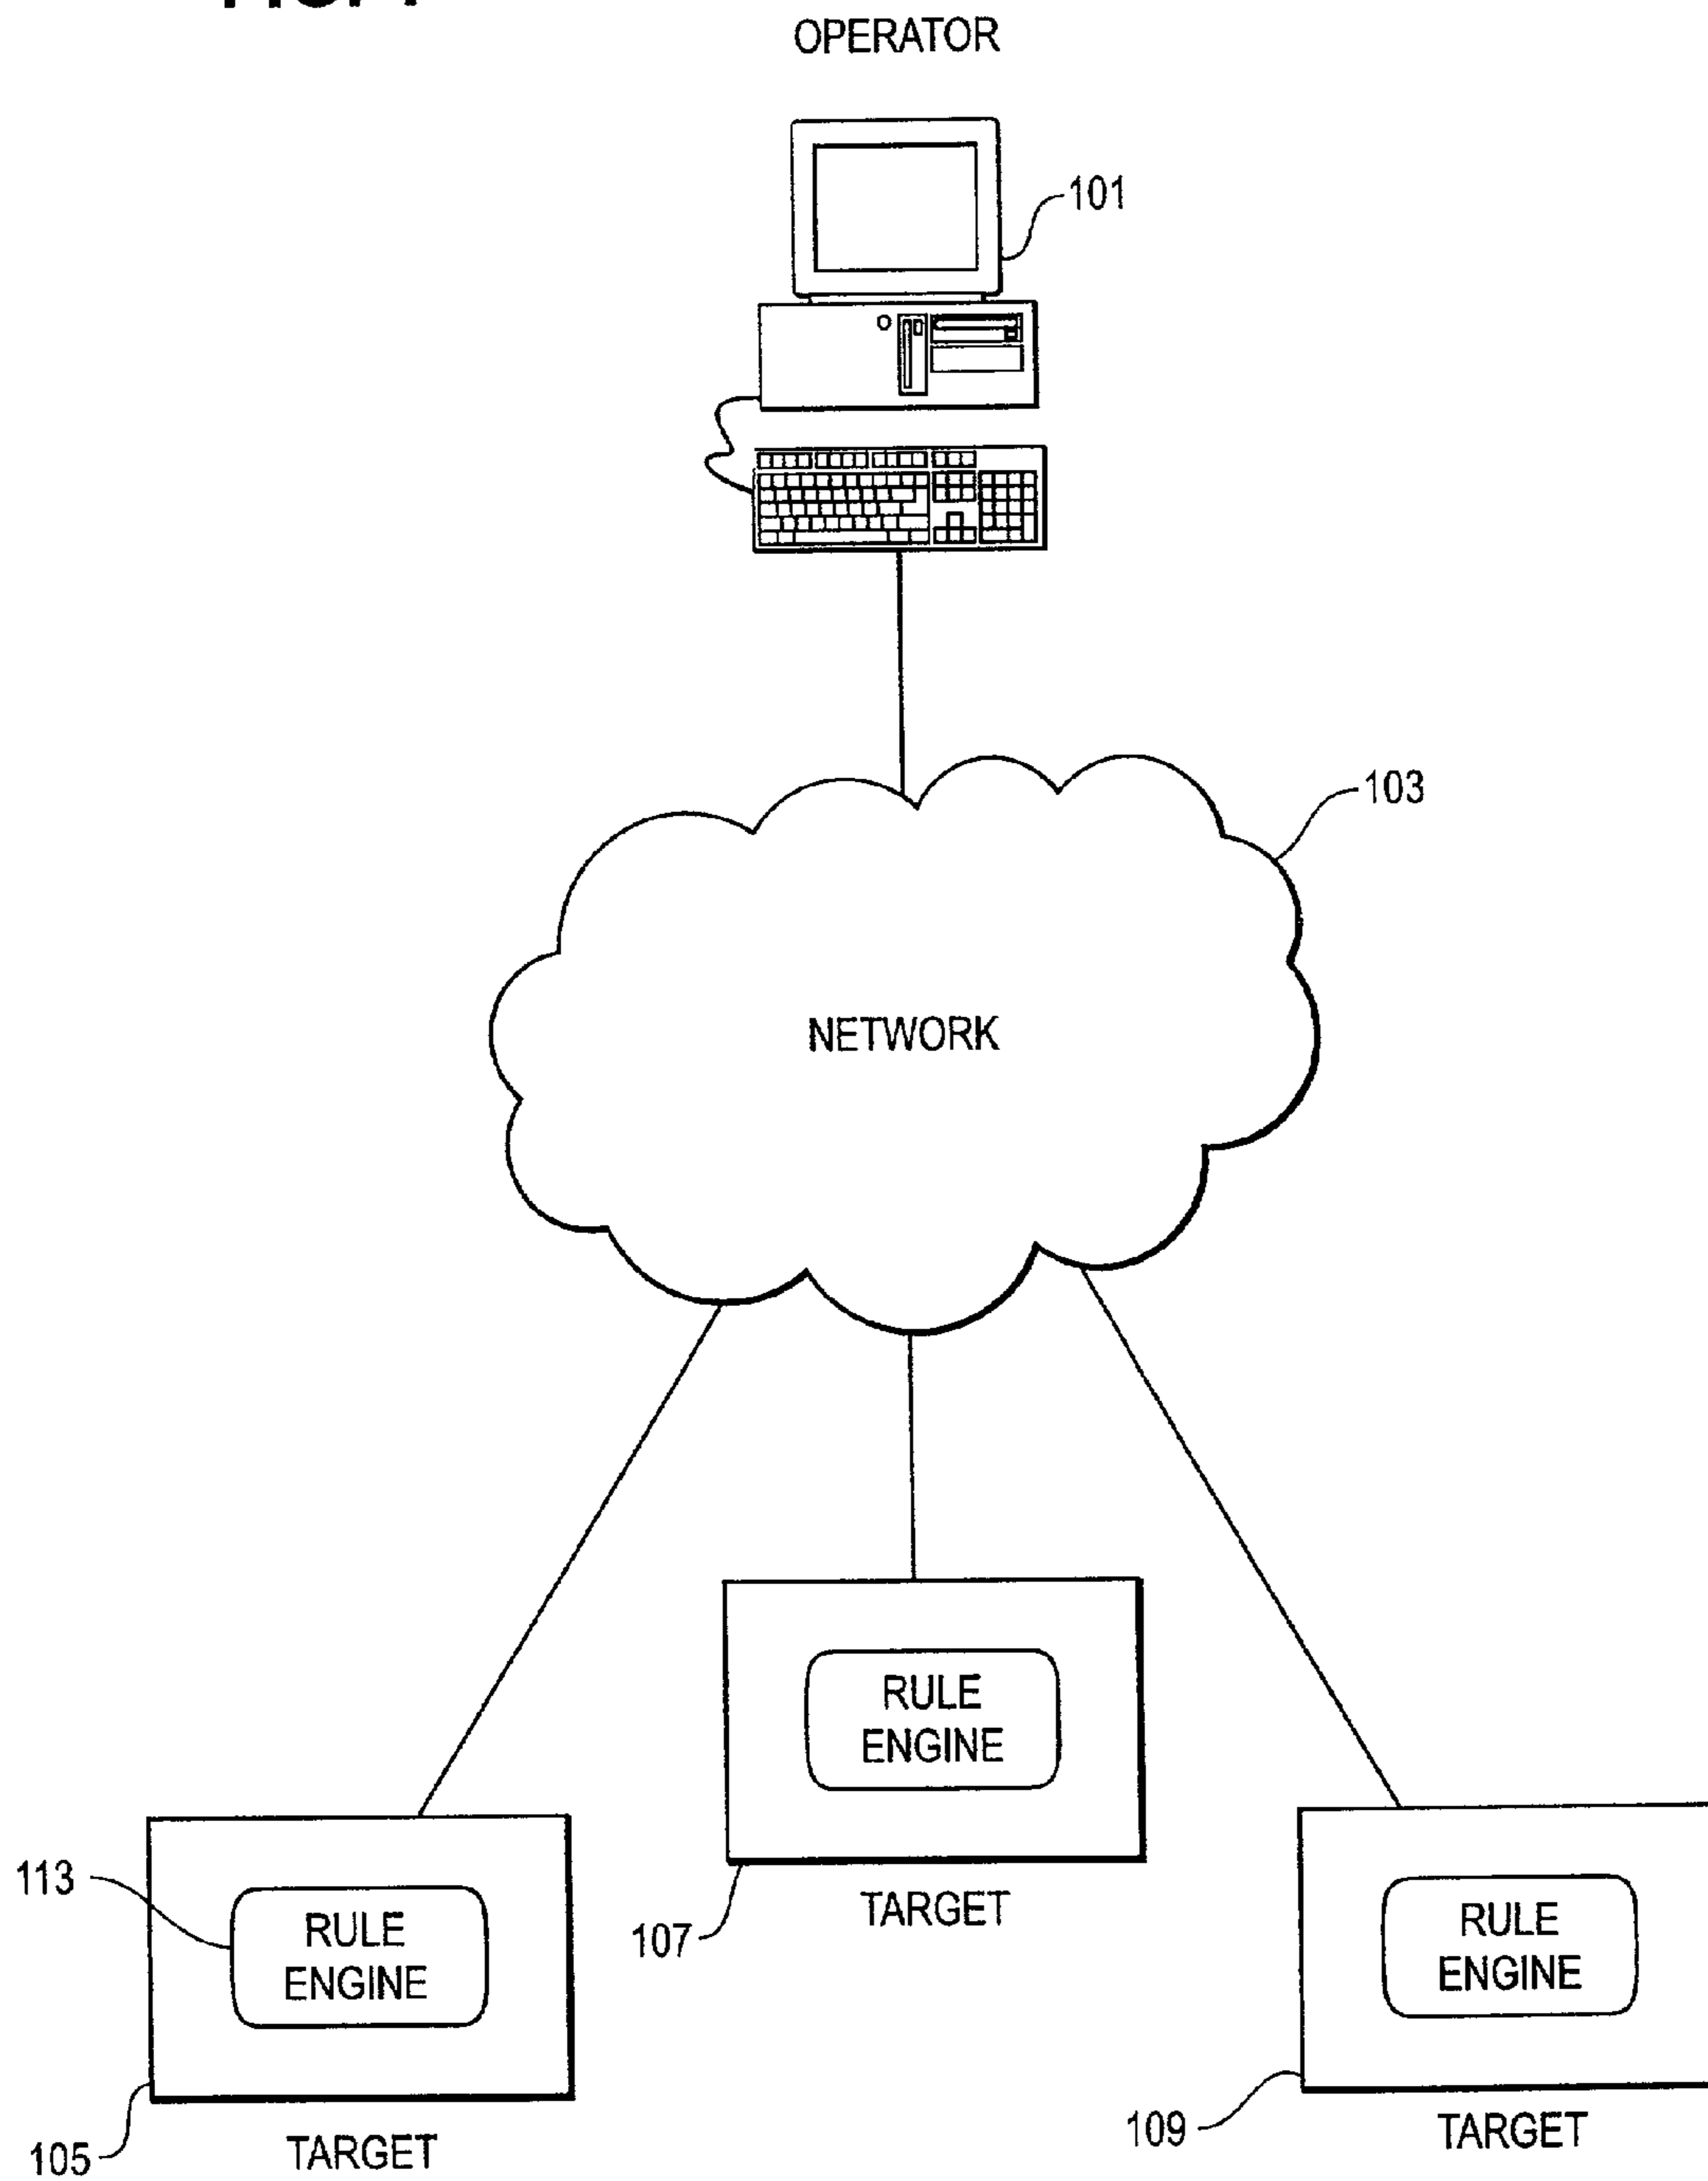 OPERATOR
101
103
NETWORK
RULE
ENGINE
107
TARGET
113
RULE
ENGINE
105
TARGET
RULE
ENGINE
109
TARGET